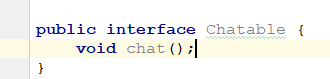 public interface Chatable {
    void chat();
}